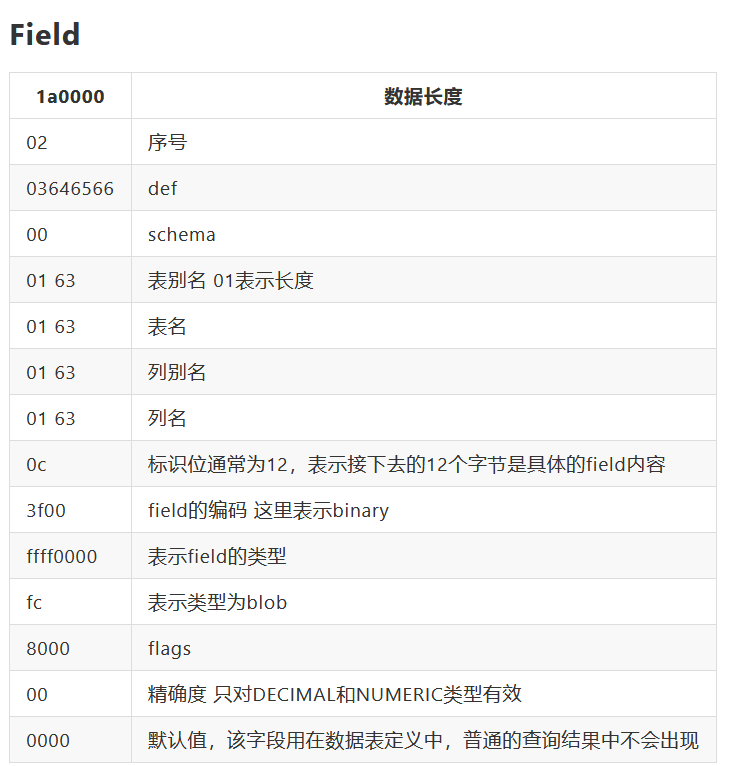 Field
1a0000 数据长度
02 序号
03646566 def
00 schema
01 63 表别名 01表示长度
01 63 表名
01 63 列别名
01 63 列名
0c 标识位通常为12，表示接下去的12个字节是具体的field内容
3f00 field的编码 这里表示binary
ffff0000 表示field的类型
fc 表示类型为blob
8000 flags
00 精确度 只对DECIMAL和NUMERIC类型有效
0000 默认值，该字段用在数据表定义中，普通的查询结果中不会出现